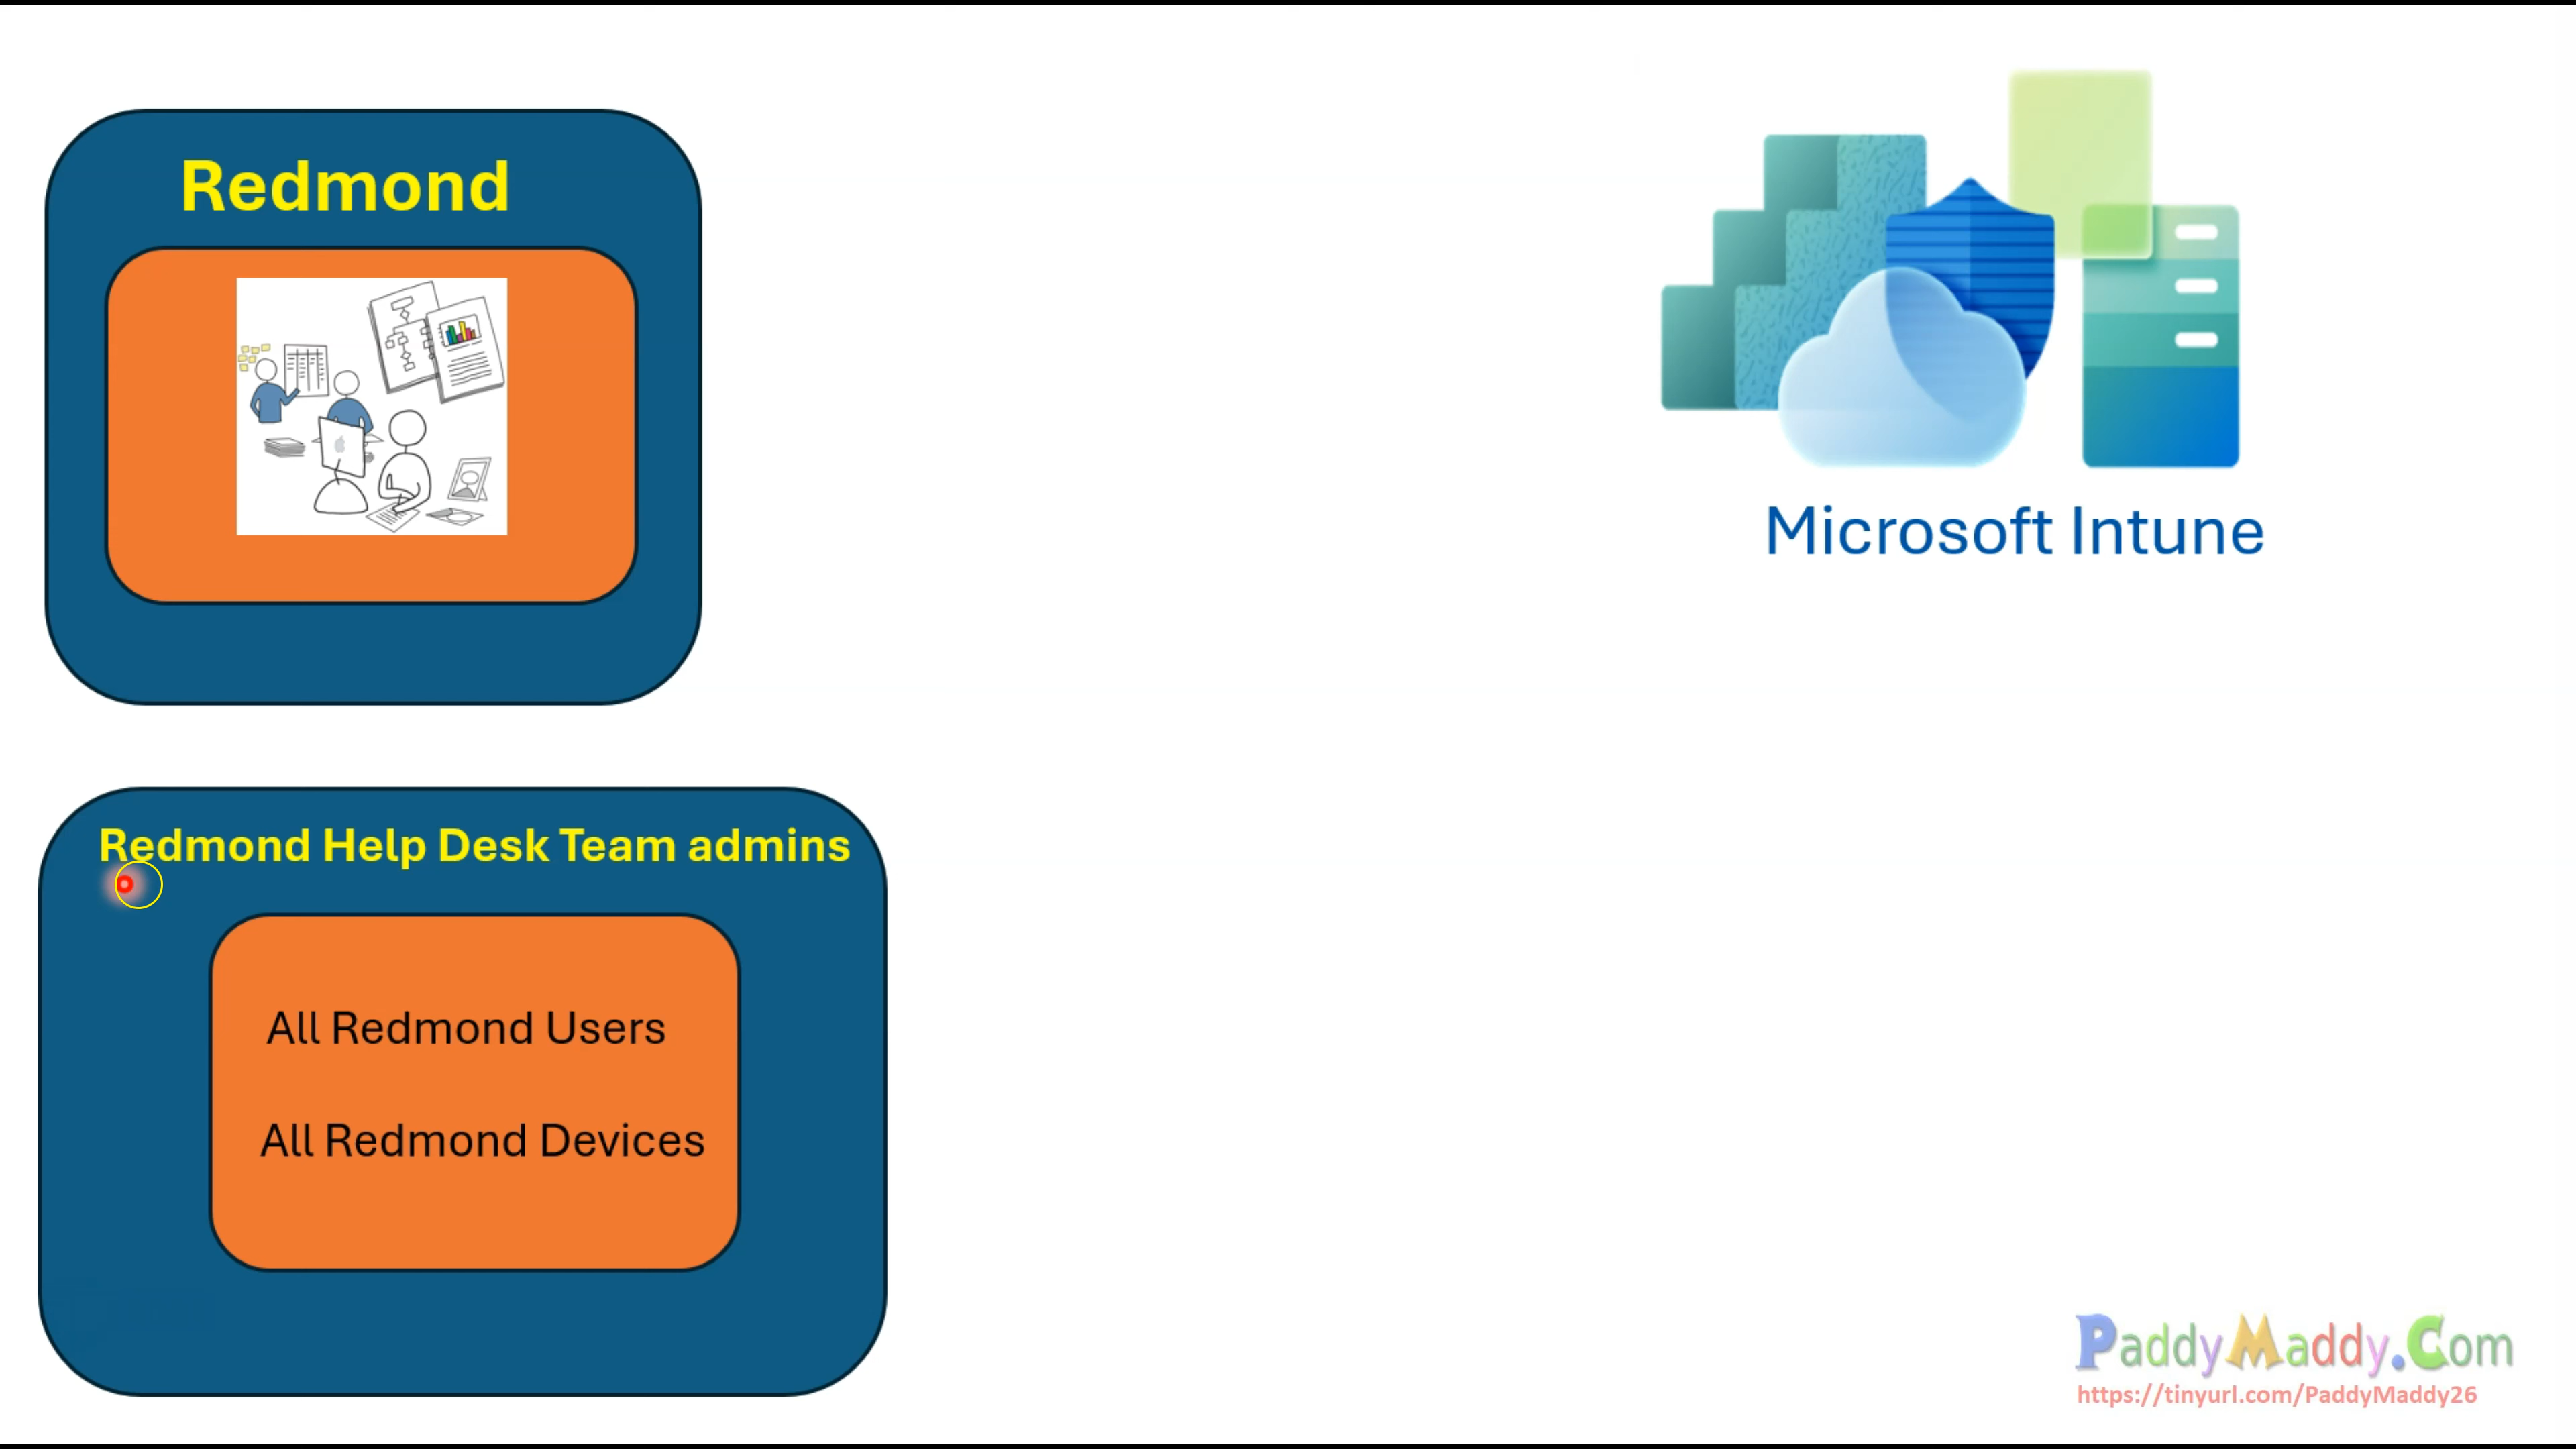 Redmond
Microsoft Intune
Redmond Help Desk Team admins
All Redmond Users
All Redmond Devices
PaddyMaddy.Com
https://tinyurl.com/PaddyMaddy26